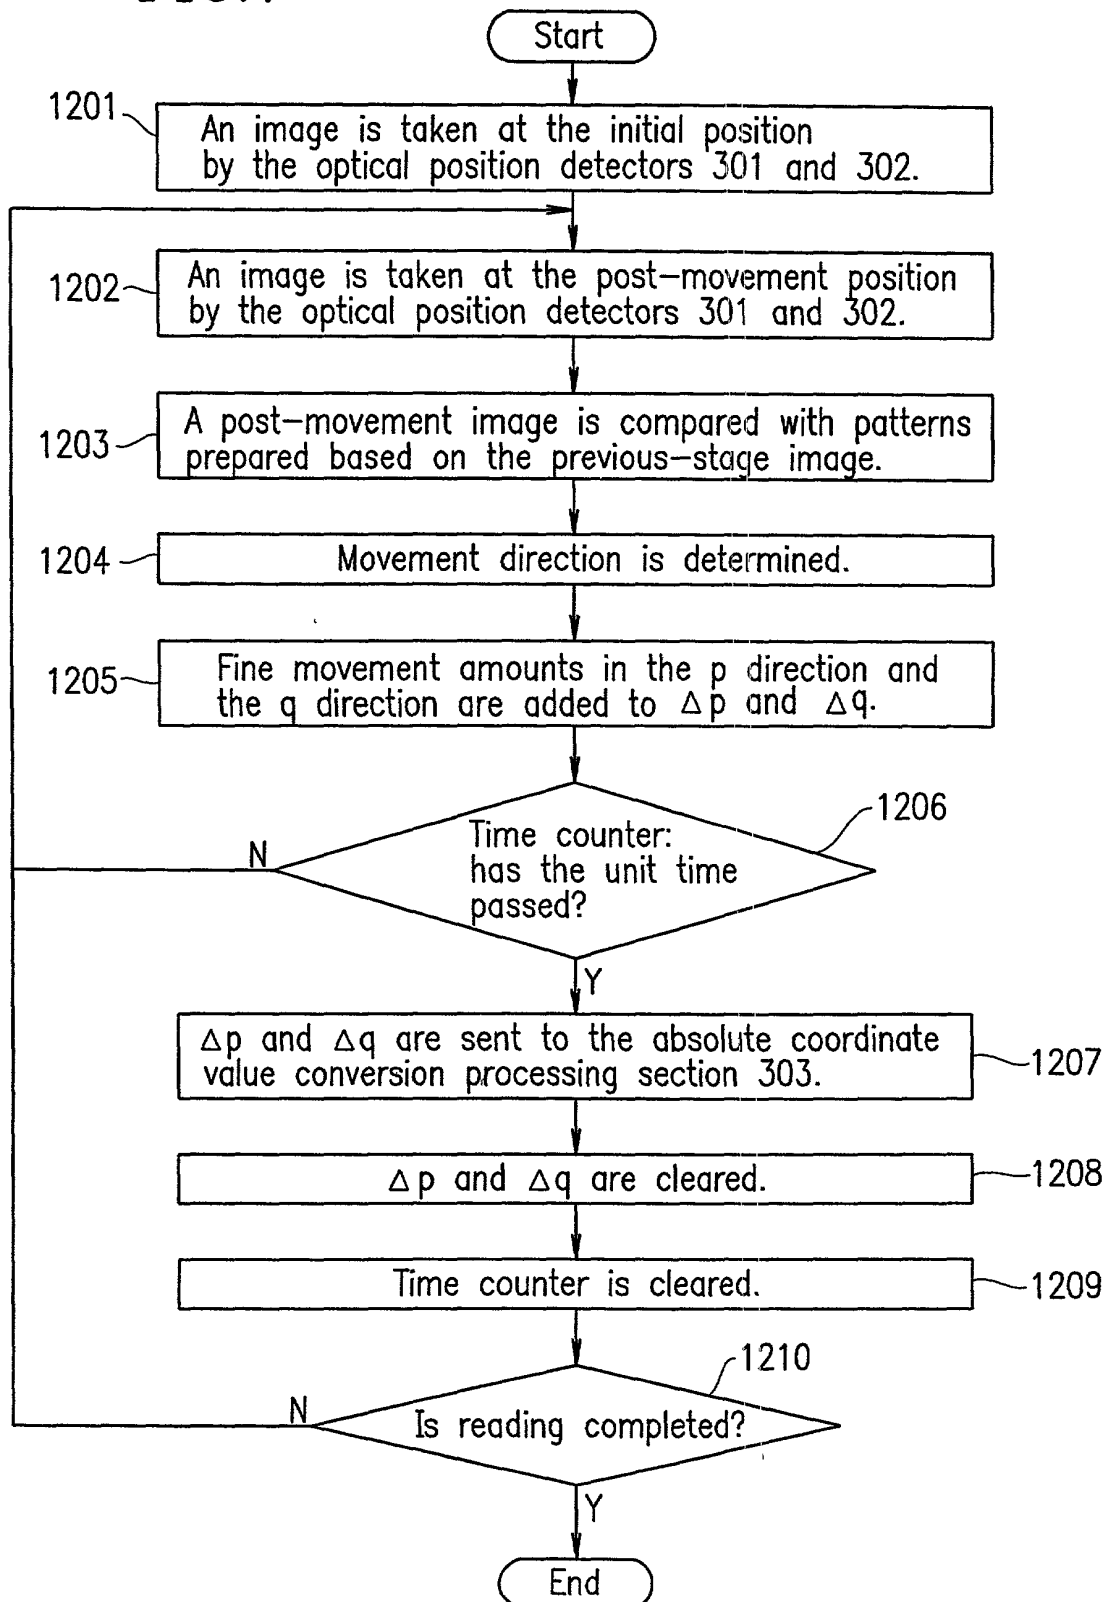 Start
1201
An image is taken at the initial position
by the optical position detectors 301 and 302.
1202
An image is taken at the post-movement position
by the optical position detectors 301 and 302.
1203
A post-movement image is compared with patterns
prepared based on the previous-stage image.
1204
Movement direction is determined.
1205
Fine movement amounts in the p direction and
the q direction are added to Δp and Δq.
1206
Time counter:
has the unit time
passed?
N
Y
Δp and Δq are sent to the absolute coordinate
value conversion processing section 303.
1207
Δp and Δq are cleared.
1208
Time counter is cleared.
1209
1210
Is reading completed?
N
Y
End